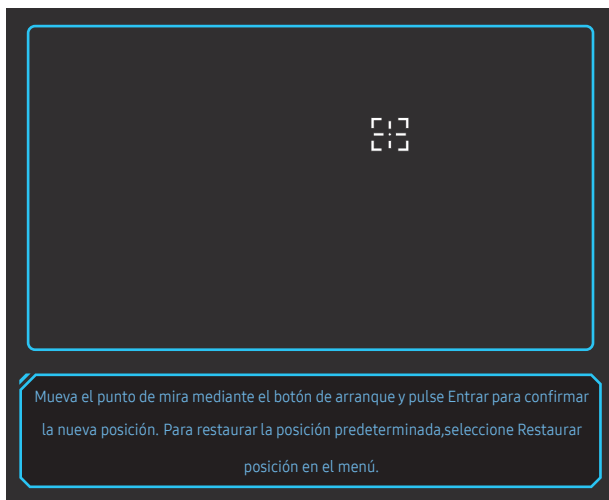 Mueva el punto de mira mediante el botón de arranque y pulse Entrar para confirmar
la nueva posición. Para restaurar la posición predeterminada,seleccione Restaurar
posición en el menú.